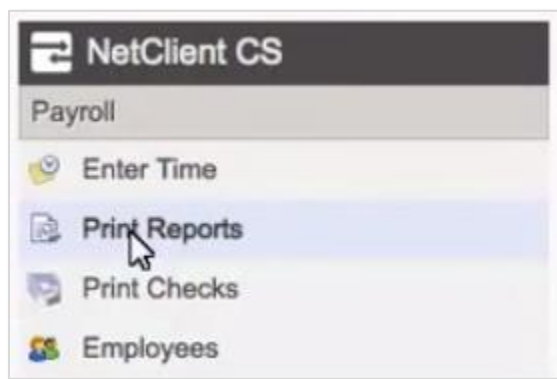 NetClient CS
Payroll
Enter Time
Print Reports
Print Checks
Employees